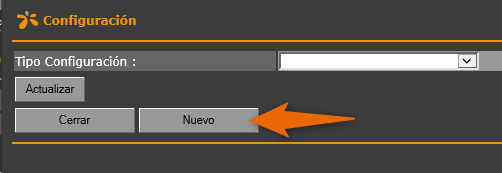 Configuración
Tipo Configuración :
Actualizar
Cerrar Nuevo